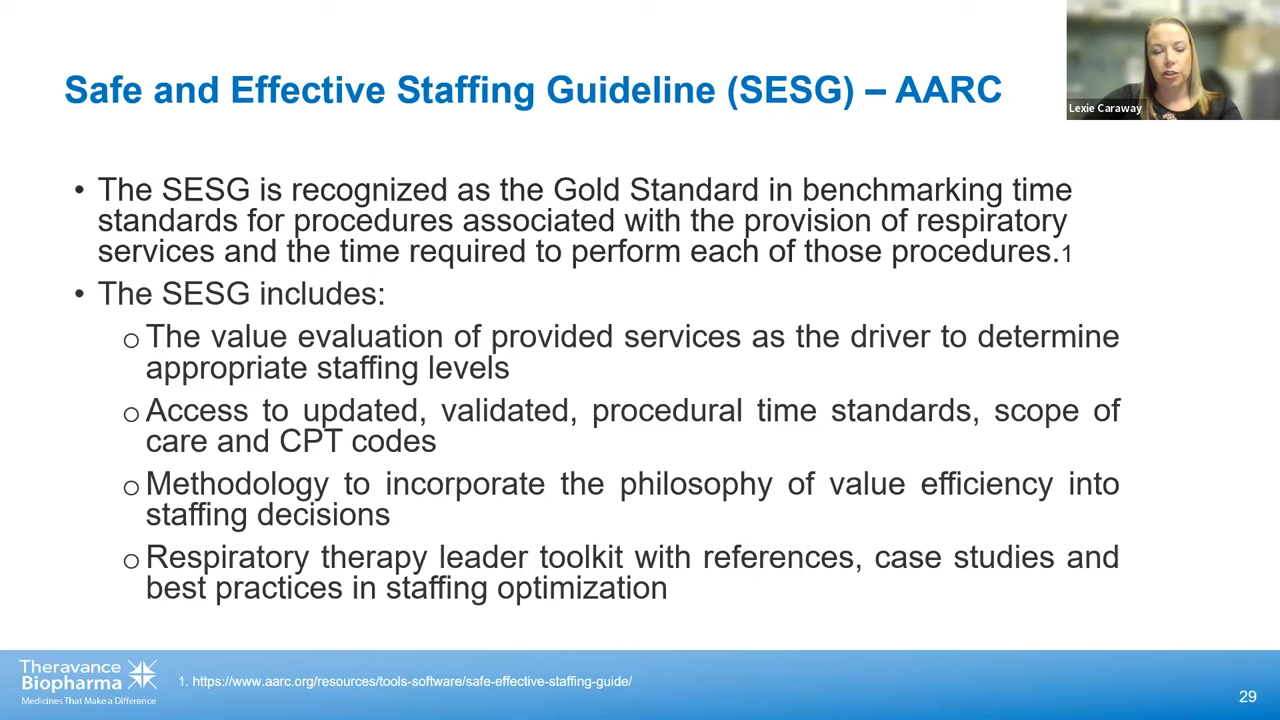 Safe and Effective Staffing Guideline (SESG) – AARC
Lexie Caraway
• The SESG is recognized as the Gold Standard in benchmarking time
standards for procedures associated with the provision of respiratory
services and the time required to perform each of those procedures.1
• The SESG includes:
o The value evaluation of provided services as the driver to determine
appropriate staffing levels
o Access to updated, validated, procedural time standards, scope of
care and CPT codes
o Methodology to incorporate the philosophy of value efficiency into
staffing decisions
o Respiratory therapy leader toolkit with references, case studies and
best practices in staffing optimization
Theravance
Biopharma
Medicines That Make a Difference
1. https://www.aarc.org/resources/tools-software/safe-effective-staffing-guide/
29